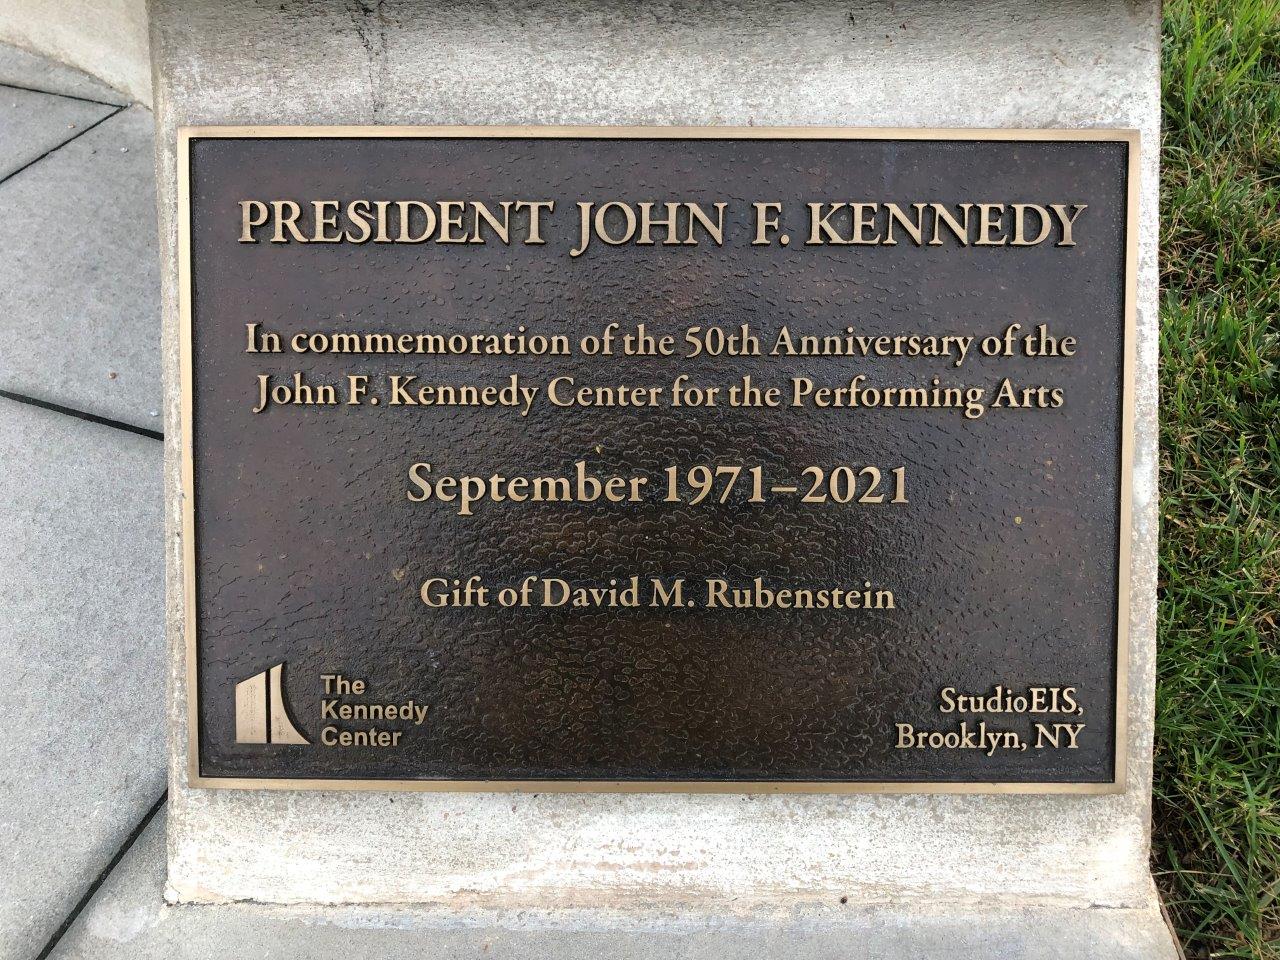 PRESIDENT JOHN F. KENNEDY
In commemoration of the 50th Anniversary of the
John F. Kennedy Center for the Performing Arts
September 1971–2021
Gift of David M. Rubenstein
The
Kennedy
Center
StudioEIS,
Brooklyn, NY